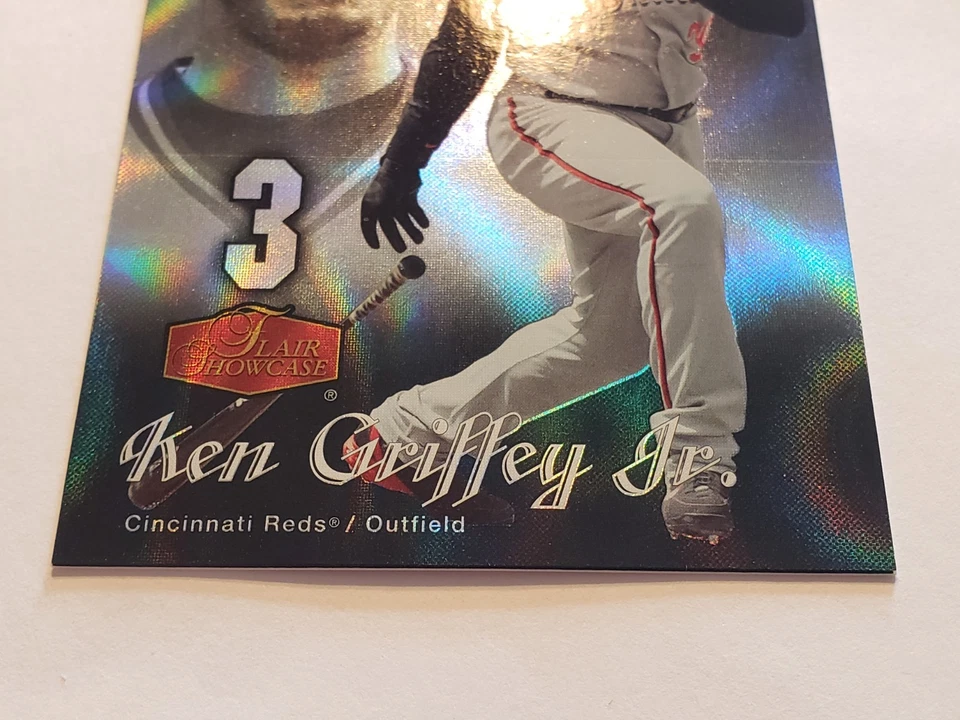 3
FLAIR
SHOWCASE
®
Ken Griffey Jr.
Cincinnati Reds® / Outfield